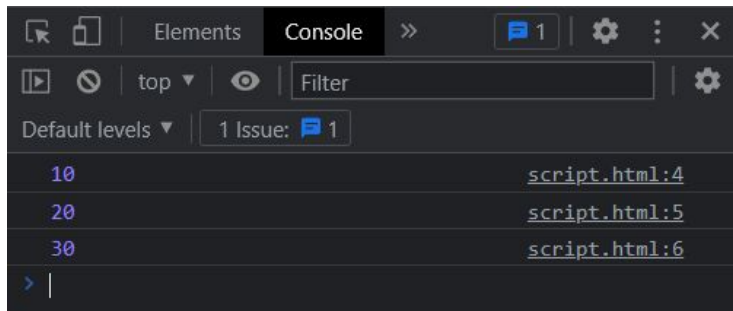 Elements Console » 1
top ▼ Filter
Default levels ▼ 1 Issue: 1
10 script.html:4
20 script.html:5
30 script.html:6
>